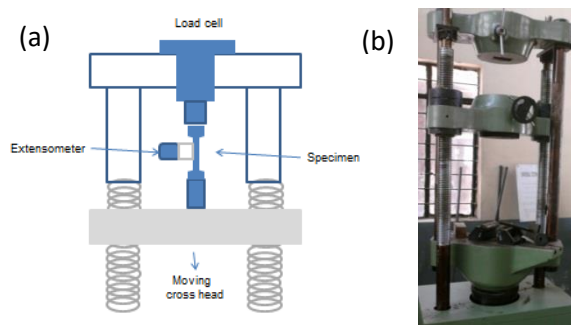 (a)
Load cell
(b)
Extensometer
Specimen
Moving
cross head